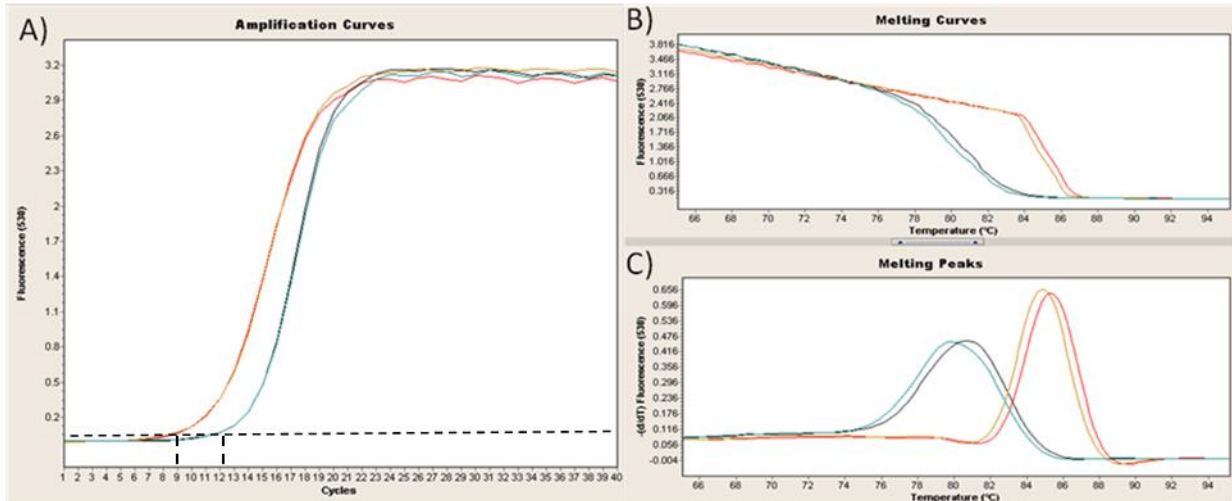 A)
Amplification Curves
Fluorescence (530)
3.2
2.9
2.6
2.3
2
1.7
1.4
1.1
0.8
0.5
0.2
1 2 3 4 5 6 7 8 9 10 11 12 13 14 15 16 17 18 19 20 21 22 23 24 25 26 27 28 29 30 31 32 33 34 35 36 37 38 39 40
Cycles
B)
Melting Curves
Fluorescence (530)
3.816
3.466
3.116
2.766
2.416
2.066
1.716
1.366
1.016
0.666
0.316
66 68 70 72 74 76 78 80 82 84 86 88 90 92 94
Temperature (°C)
C)
Melting Peaks
-(d/dT) Fluorescence (530)
0.656
0.596
0.536
0.476
0.416
0.356
0.296
0.236
0.176
0.116
0.056
-0.004
66 68 70 72 74 76 78 80 82 84 86 88 90 92 94
Temperature (°C)